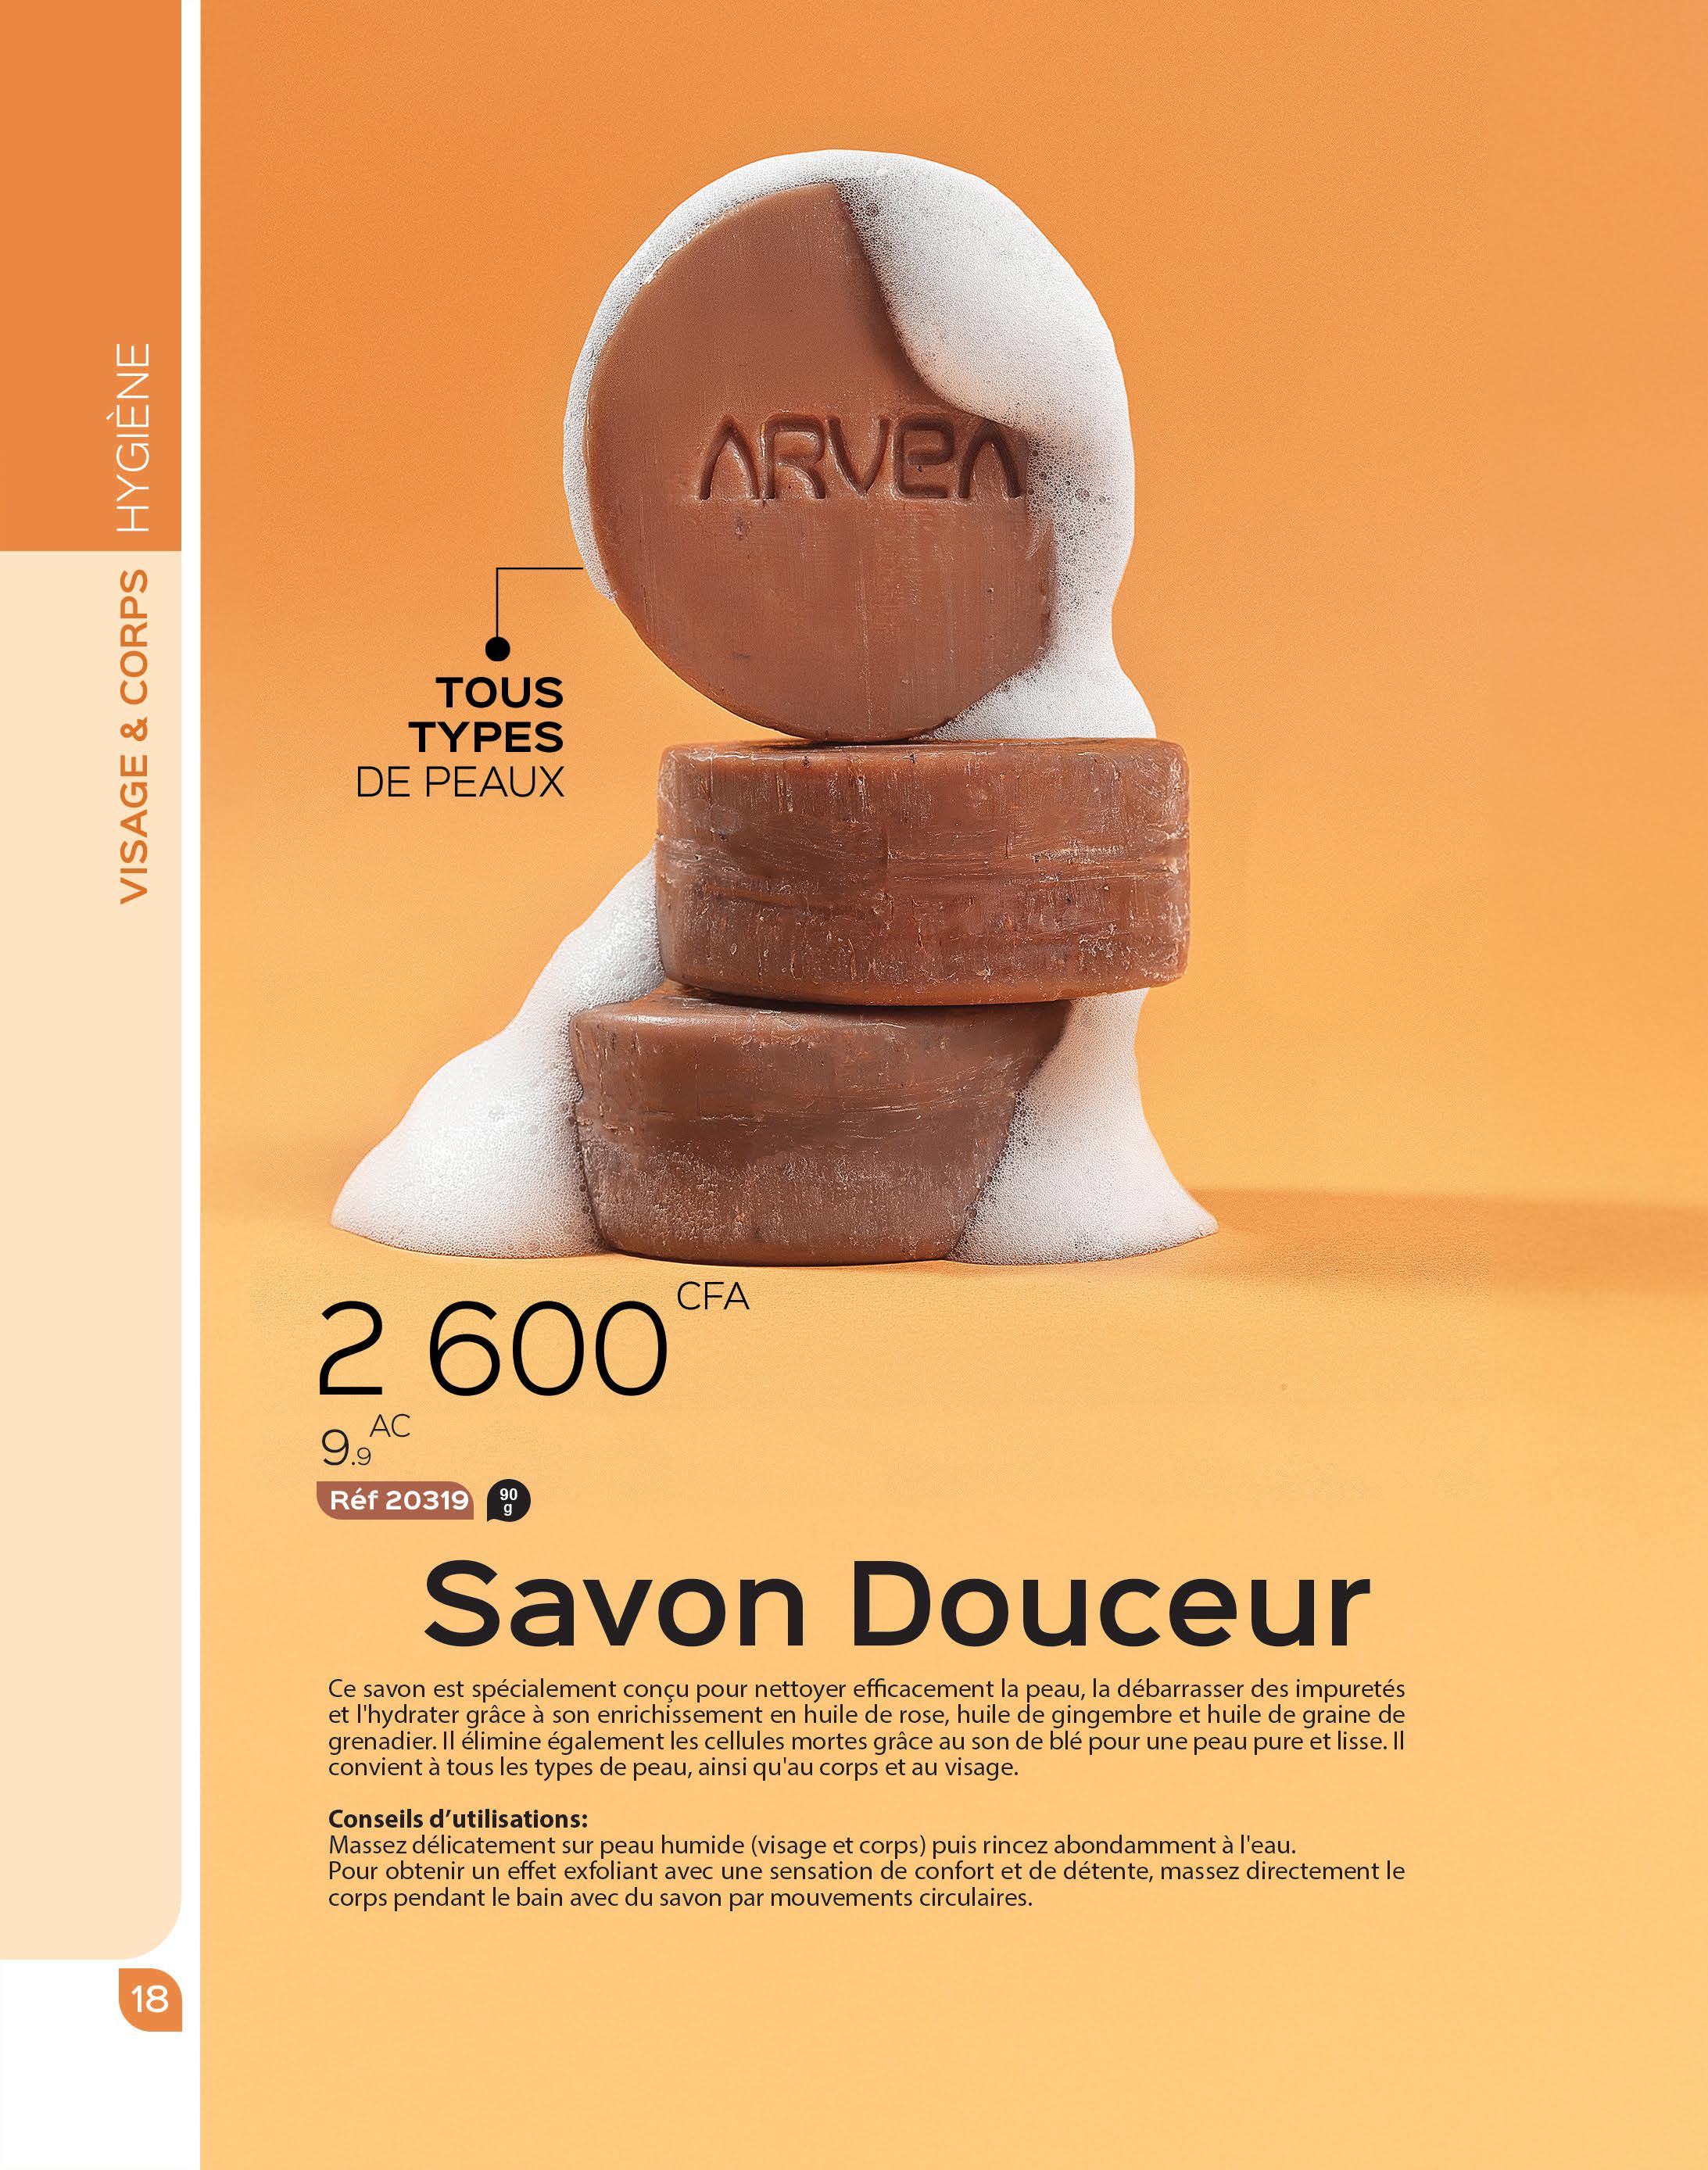 HYGIÈNE
VISAGE & CORPS
ARVEA
TOUS
TYPES
DE PEAUX
2 600 CFA
9.9 AC
Réf 20319
90
g
Savon Douceur
Ce savon est spécialement conçu pour nettoyer efficacement la peau, la débarrasser des impuretés
et l'hydrater grâce à son enrichissement en huile de rose, huile de gingembre et huile de graine de
grenadier. Il élimine également les cellules mortes grâce au son de blé pour une peau pure et lisse. Il
convient à tous les types de peau, ainsi qu'au corps et au visage.
Conseils d’utilisations:
Massez délicatement sur peau humide (visage et corps) puis rincez abondamment à l'eau.
Pour obtenir un effet exfoliant avec une sensation de confort et de détente, massez directement le
corps pendant le bain avec du savon par mouvements circulaires.
18